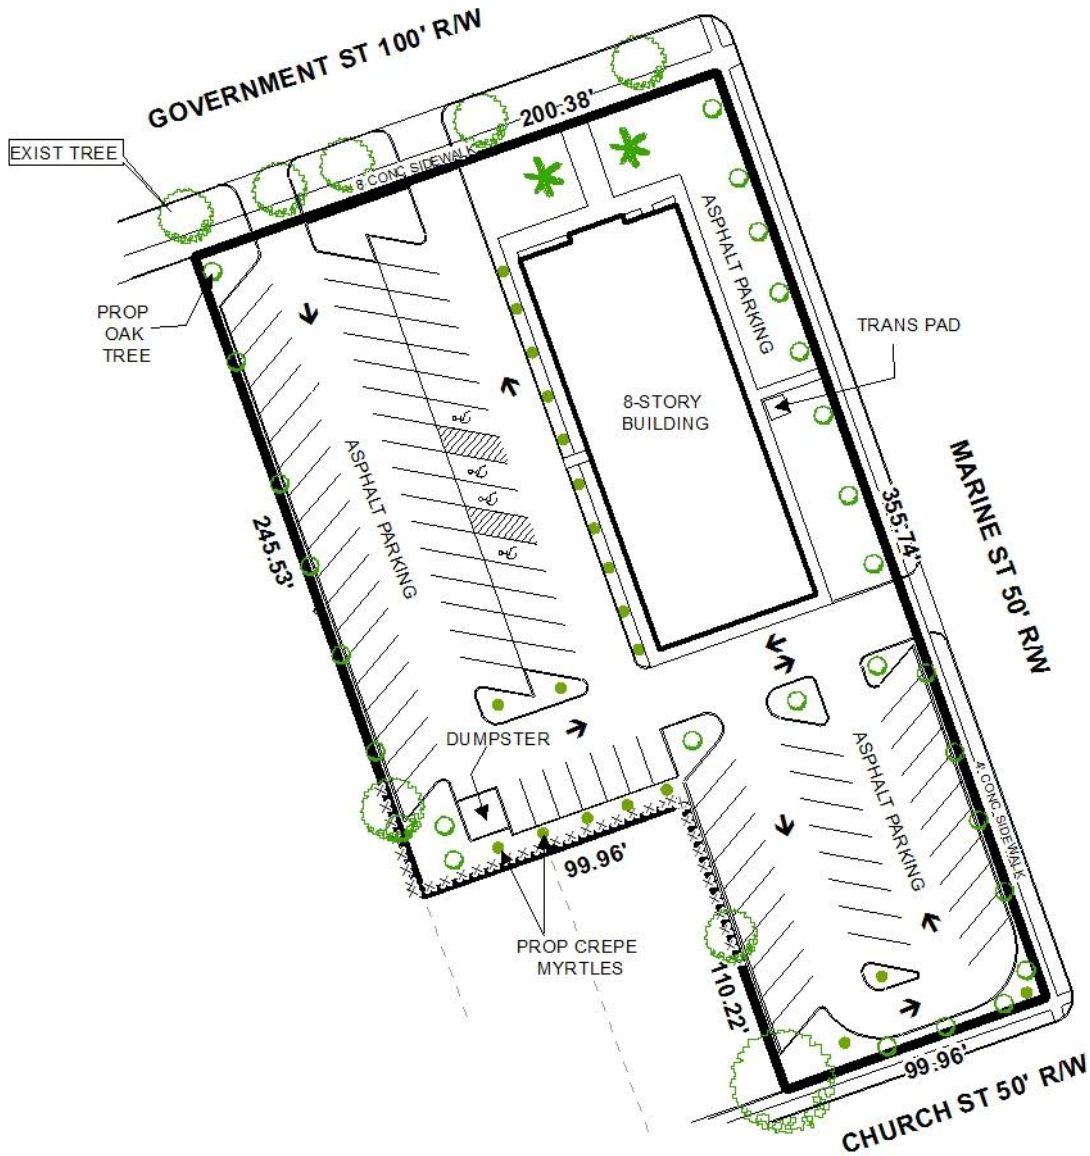 GOVERNMENT ST 100' R/W
EXIST TREE
200.38'
8' CONC SIDEWALK
PROP
OAK
TREE
ASPHALT PARKING
TRANS PAD
8-STORY
BUILDING
ASPHALT PARKING
245.53'
355.74'
MARINE ST 50' R/W
DUMPSTER
ASPHALT PARKING
4' CONC. SIDEWALK
99.96'
PROP CREPE
MYRTLES
110.22'
99.96'
CHURCH ST 50' R/W